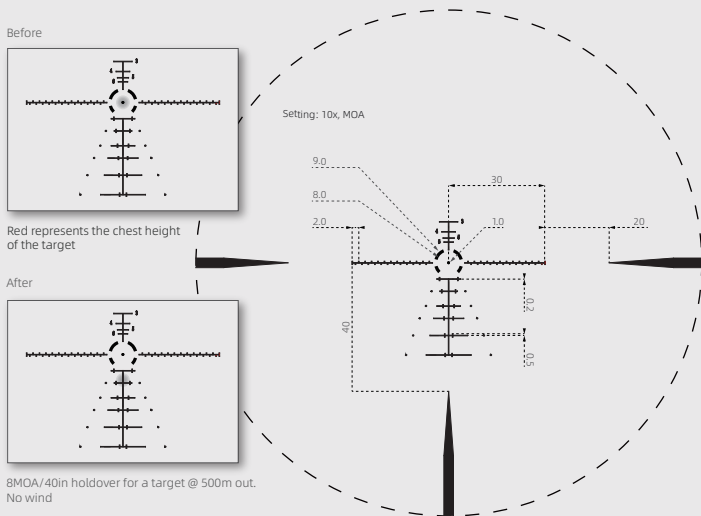 Before
Setting: 10x, MOA
9.0
30
8.0
2.0
1.0
20
Red represents the chest height
of the target
After
0.2
40
0.5
8MOA/40in holdover for a target @ 500m out.
No wind